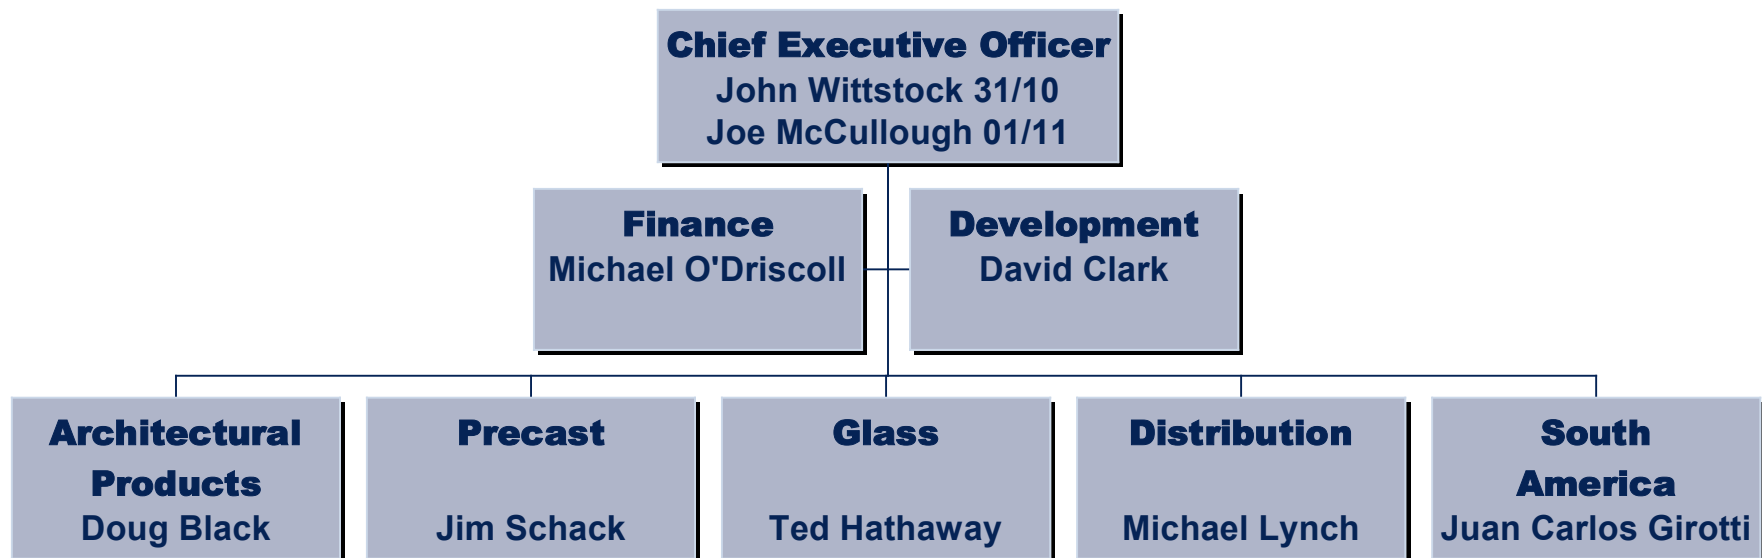 Chief Executive Officer
John Wittstock 31/10
Joe McCullough 01/11
Finance
Michael O'Driscoll
Development
David Clark
Architectural
Products
Doug Black
Precast
Jim Schack
Glass
Ted Hathaway
Distribution
Michael Lynch
South
America
Juan Carlos Girotti